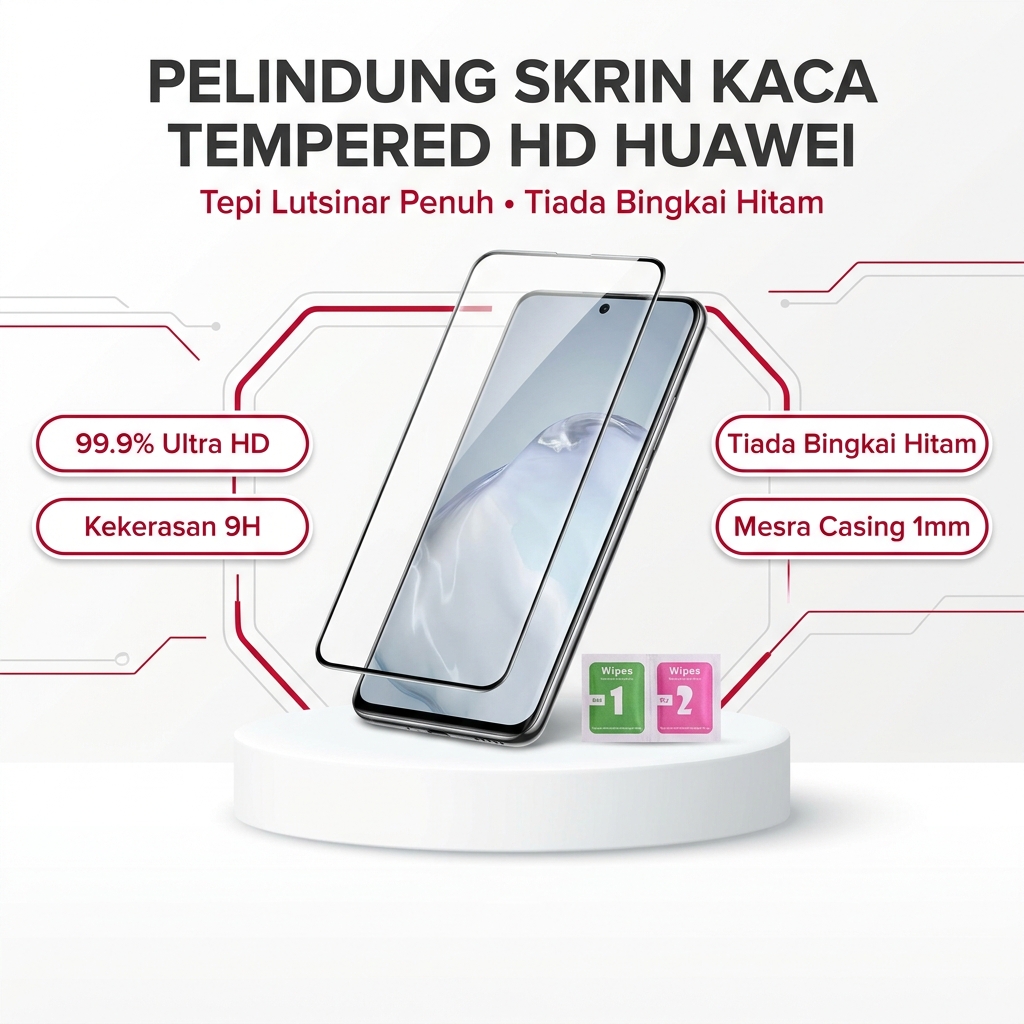 PELINDUNG SKRIN KACA
TEMPERED HD HUAWEI
Tepi Lutsinar Penuh • Tiada Bingkai Hitam
99.9% Ultra HD
Kekerasan 9H
Tiada Bingkai Hitam
Mesra Casing 1mm
Wipes
1
Wipes
2